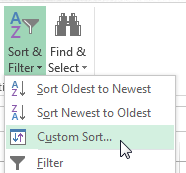 Sort & Find &
Filter Select
Sort Oldest to Newest
Sort Newest to Oldest
Custom Sort...
Filter